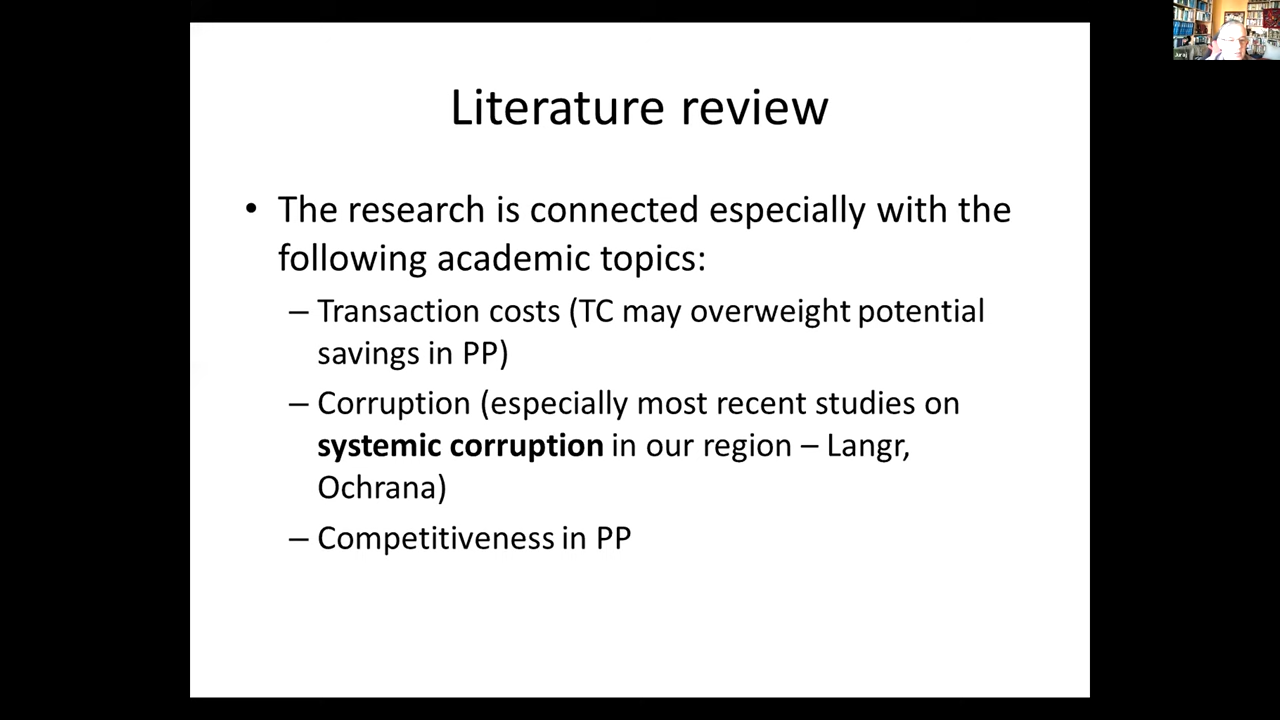 Literature review
• The research is connected especially with the
following academic topics:
– Transaction costs (TC may overweight potential
savings in PP)
– Corruption (especially most recent studies on
systemic corruption in our region – Langr,
Ochrana)
– Competitiveness in PP
Juraj